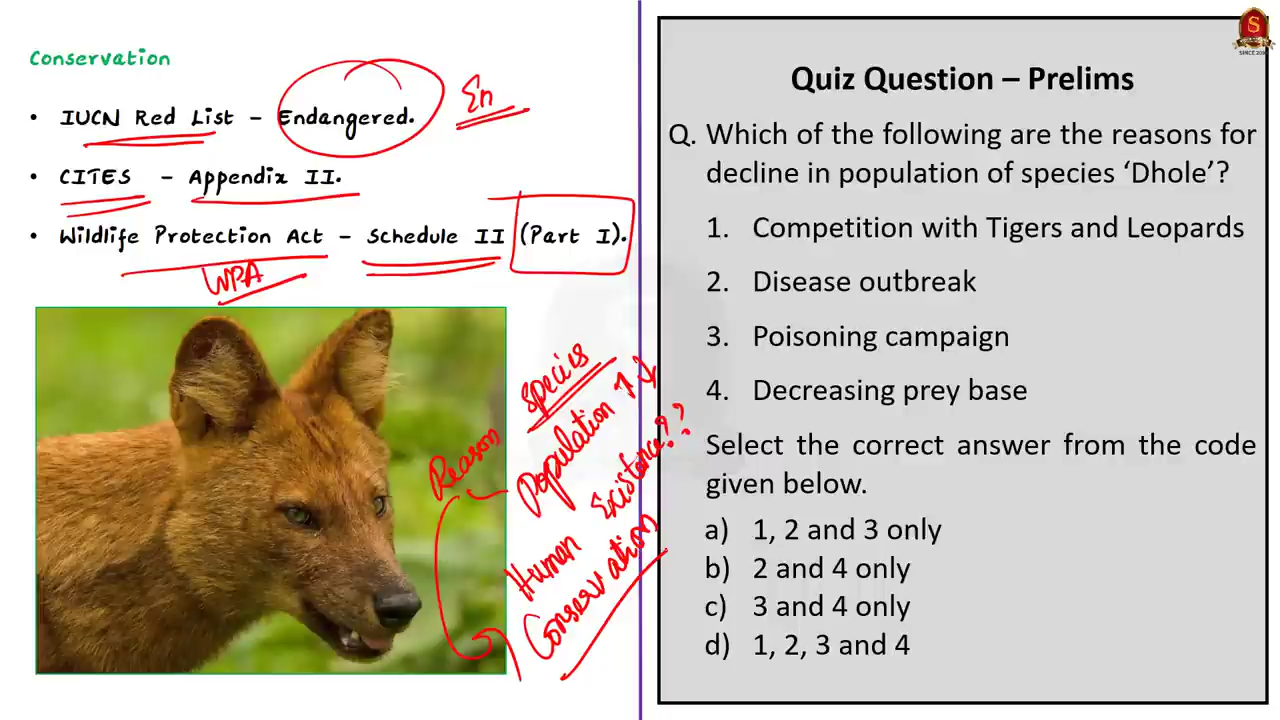 Conservation
• IUCN Red List - Endangered.
En
• CITES - Appendix II.
• Wildlife Protection Act - Schedule II (Part I).
WPA
Species
Reason
Population ↑↓
Human Existence??
Conservation
S
SINCE 20
Quiz Question – Prelims
Q. Which of the following are the reasons for
decline in population of species ‘Dhole’?
1. Competition with Tigers and Leopards
2. Disease outbreak
3. Poisoning campaign
4. Decreasing prey base
Select the correct answer from the code
given below.
a) 1, 2 and 3 only
b) 2 and 4 only
c) 3 and 4 only
d) 1, 2, 3 and 4